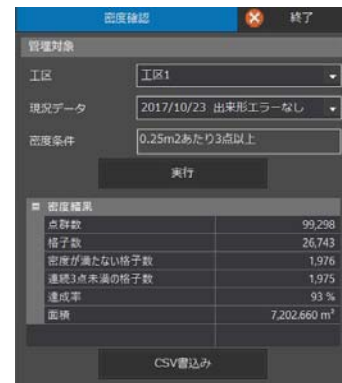 密度確認 終了
管理対象
工区 工区1
現況データ 2017/10/23 出来形エラーなし
密度条件 0.25m2あたり3点以上
実行
密度結果
点群数 99,298
格子数 26,743
密度が満たない格子数 1,976
連続3点未満の格子数 1,975
達成率 93 %
面積 7,202.660 m²
CSV書込み